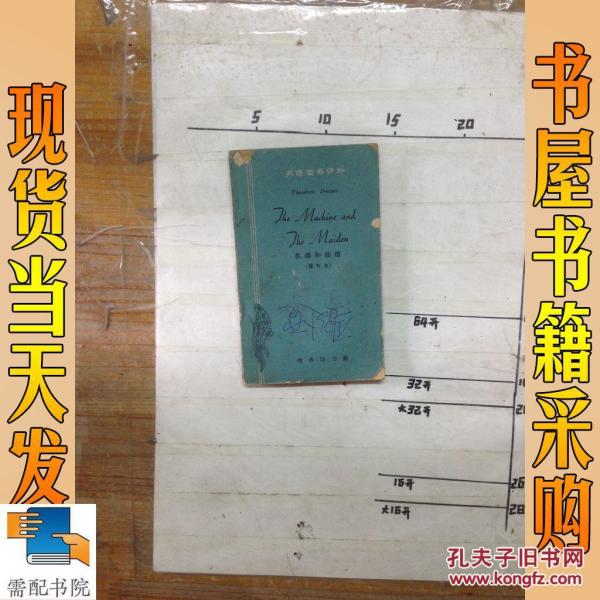 现货当天发
书屋书籍采购
5 10 15 20
英语简易读物
Theodore Dreiser
The Machine and
The Maiden
机器和姑娘
(简写本)
商务印书馆
64开
32开
大32开
16开
大16开
需配书院
孔夫子旧书网
www.kongfz.com